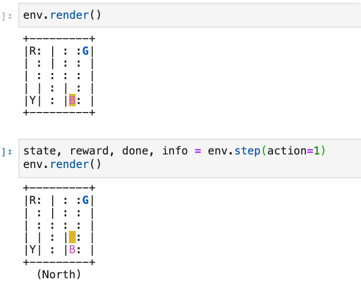 ]: env.render()
+---------+
|R: | : :G|
| : | : : |
| : : : : |
| | : | : |
|Y| : |B: |
+---------+
]: state, reward, done, info = env.step(action=1)
env.render()
+---------+
|R: | : :G|
| : | : : |
| : : : : |
| | : | : |
|Y| : |B: |
+---------+
(North)